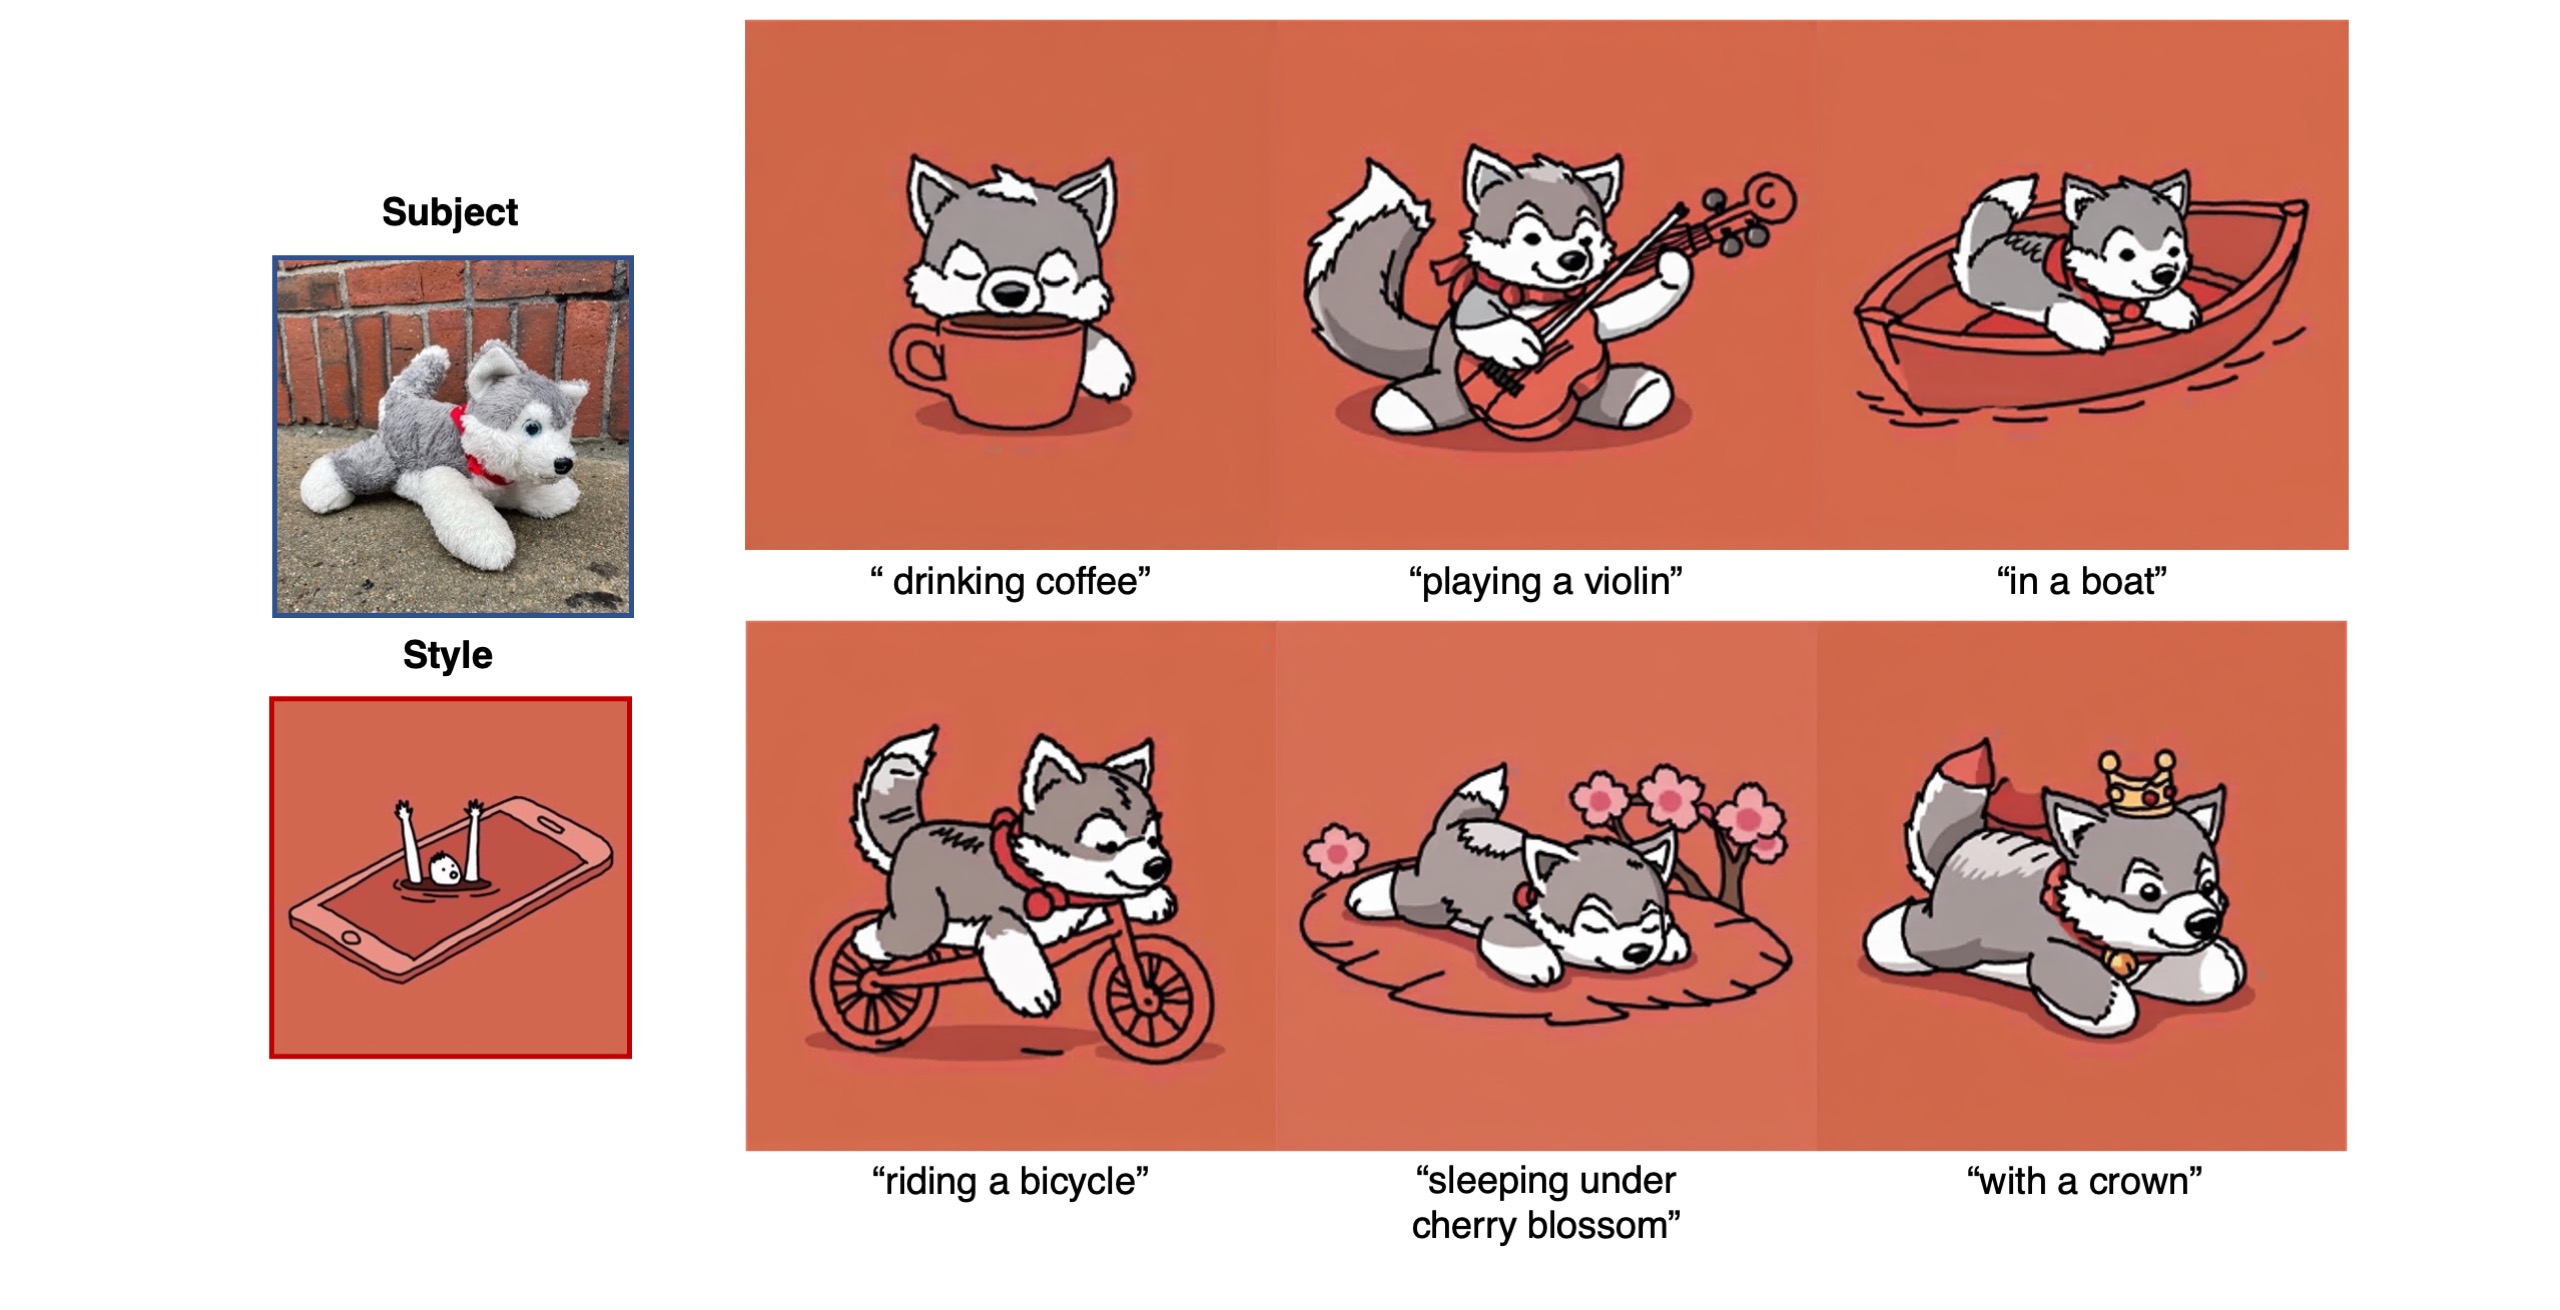 Subject
Style
“ drinking coffee”
“playing a violin”
“in a boat”
“riding a bicycle”
“sleeping under
cherry blossom”
“with a crown”